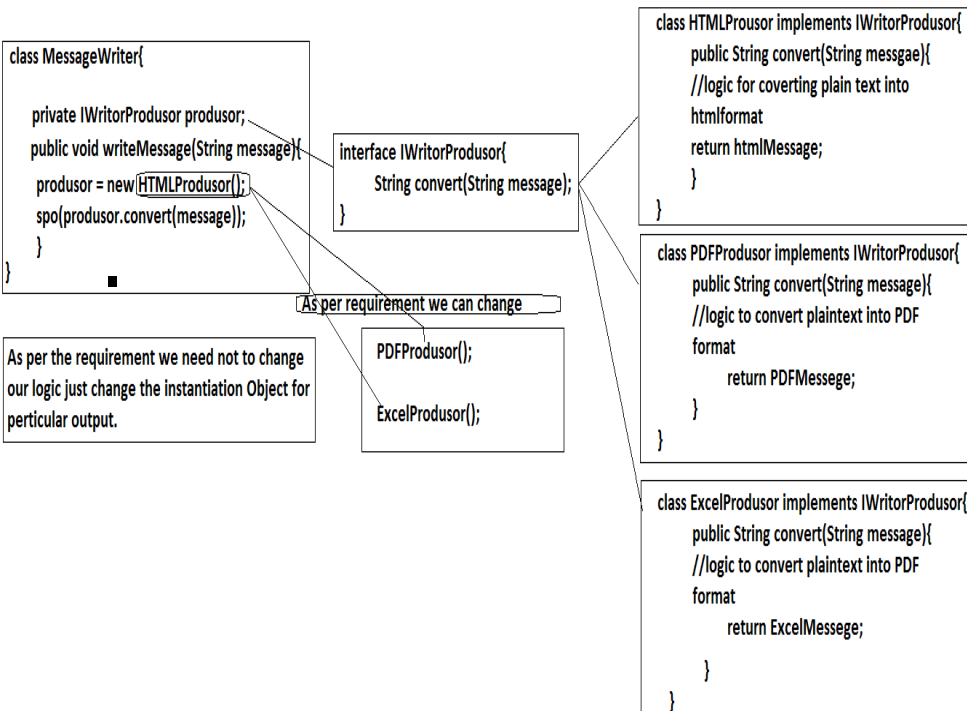 class MessageWriter{
private IWritorProdusor produsor;
public void writeMessage(String message){
produsor = new HTMLProdusor();
spo(produsor.convert(message));
}
}
As per the requirement we need not to change
our logic just change the instantiation Object for
perticular output.
interface IWritorProdusor{
String convert(String message);
}
As per requirement we can change
PDFProdusor();
ExcelProdusor();
class HTMLProusor implements IWritorProdusor{
public String convert(String messgae){
//logic for coverting plain text into
htmlformat
return htmlMessage;
}
}
class PDFProdusor implements IWritorProdusor{
public String convert(String message){
//logic to convert plaintext into PDF
format
return PDFMessege;
}
}
class ExcelProdusor implements IWritorProdusor{
public String convert(String message){
//logic to convert plaintext into PDF
format
return ExcelMessege;
}
}